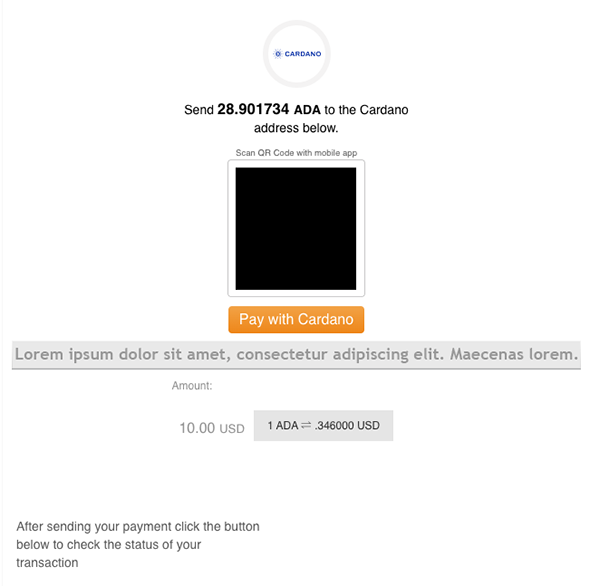 CARDANO
Send 28.901734 ADA to the Cardano
address below.
Scan QR Code with mobile app
Pay with Cardano
Lorem ipsum dolor sit amet, consectetur adipiscing elit. Maecenas lorem.
Amount:
10.00 USD
1 ADA ⇌ .346000 USD
After sending your payment click the button
below to check the status of your
transaction